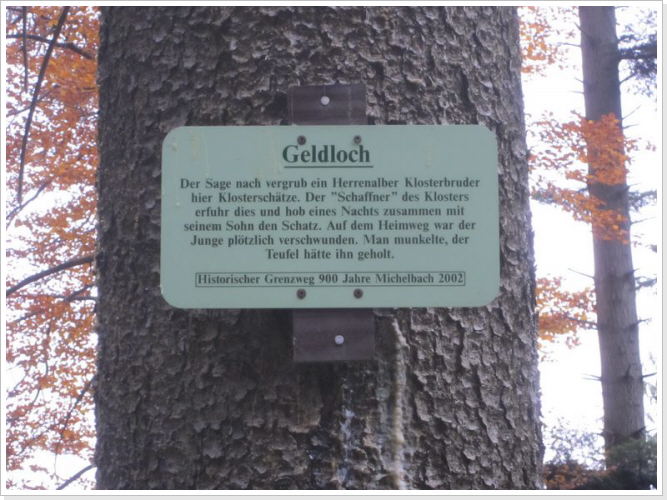 Geldloch
Der Sage nach vergrub ein Herrenalber Klosterbruder
hier Klosterschätze. Der "Schaffner" des Klosters
erfuhr dies und hob eines Nachts zusammen mit
seinem Sohn den Schatz. Auf dem Heimweg war der
Junge plötzlich verschwunden. Man munkelte, der
Teufel hätte ihn geholt.
Historischer Grenzweg 900 Jahre Michelbach 2002